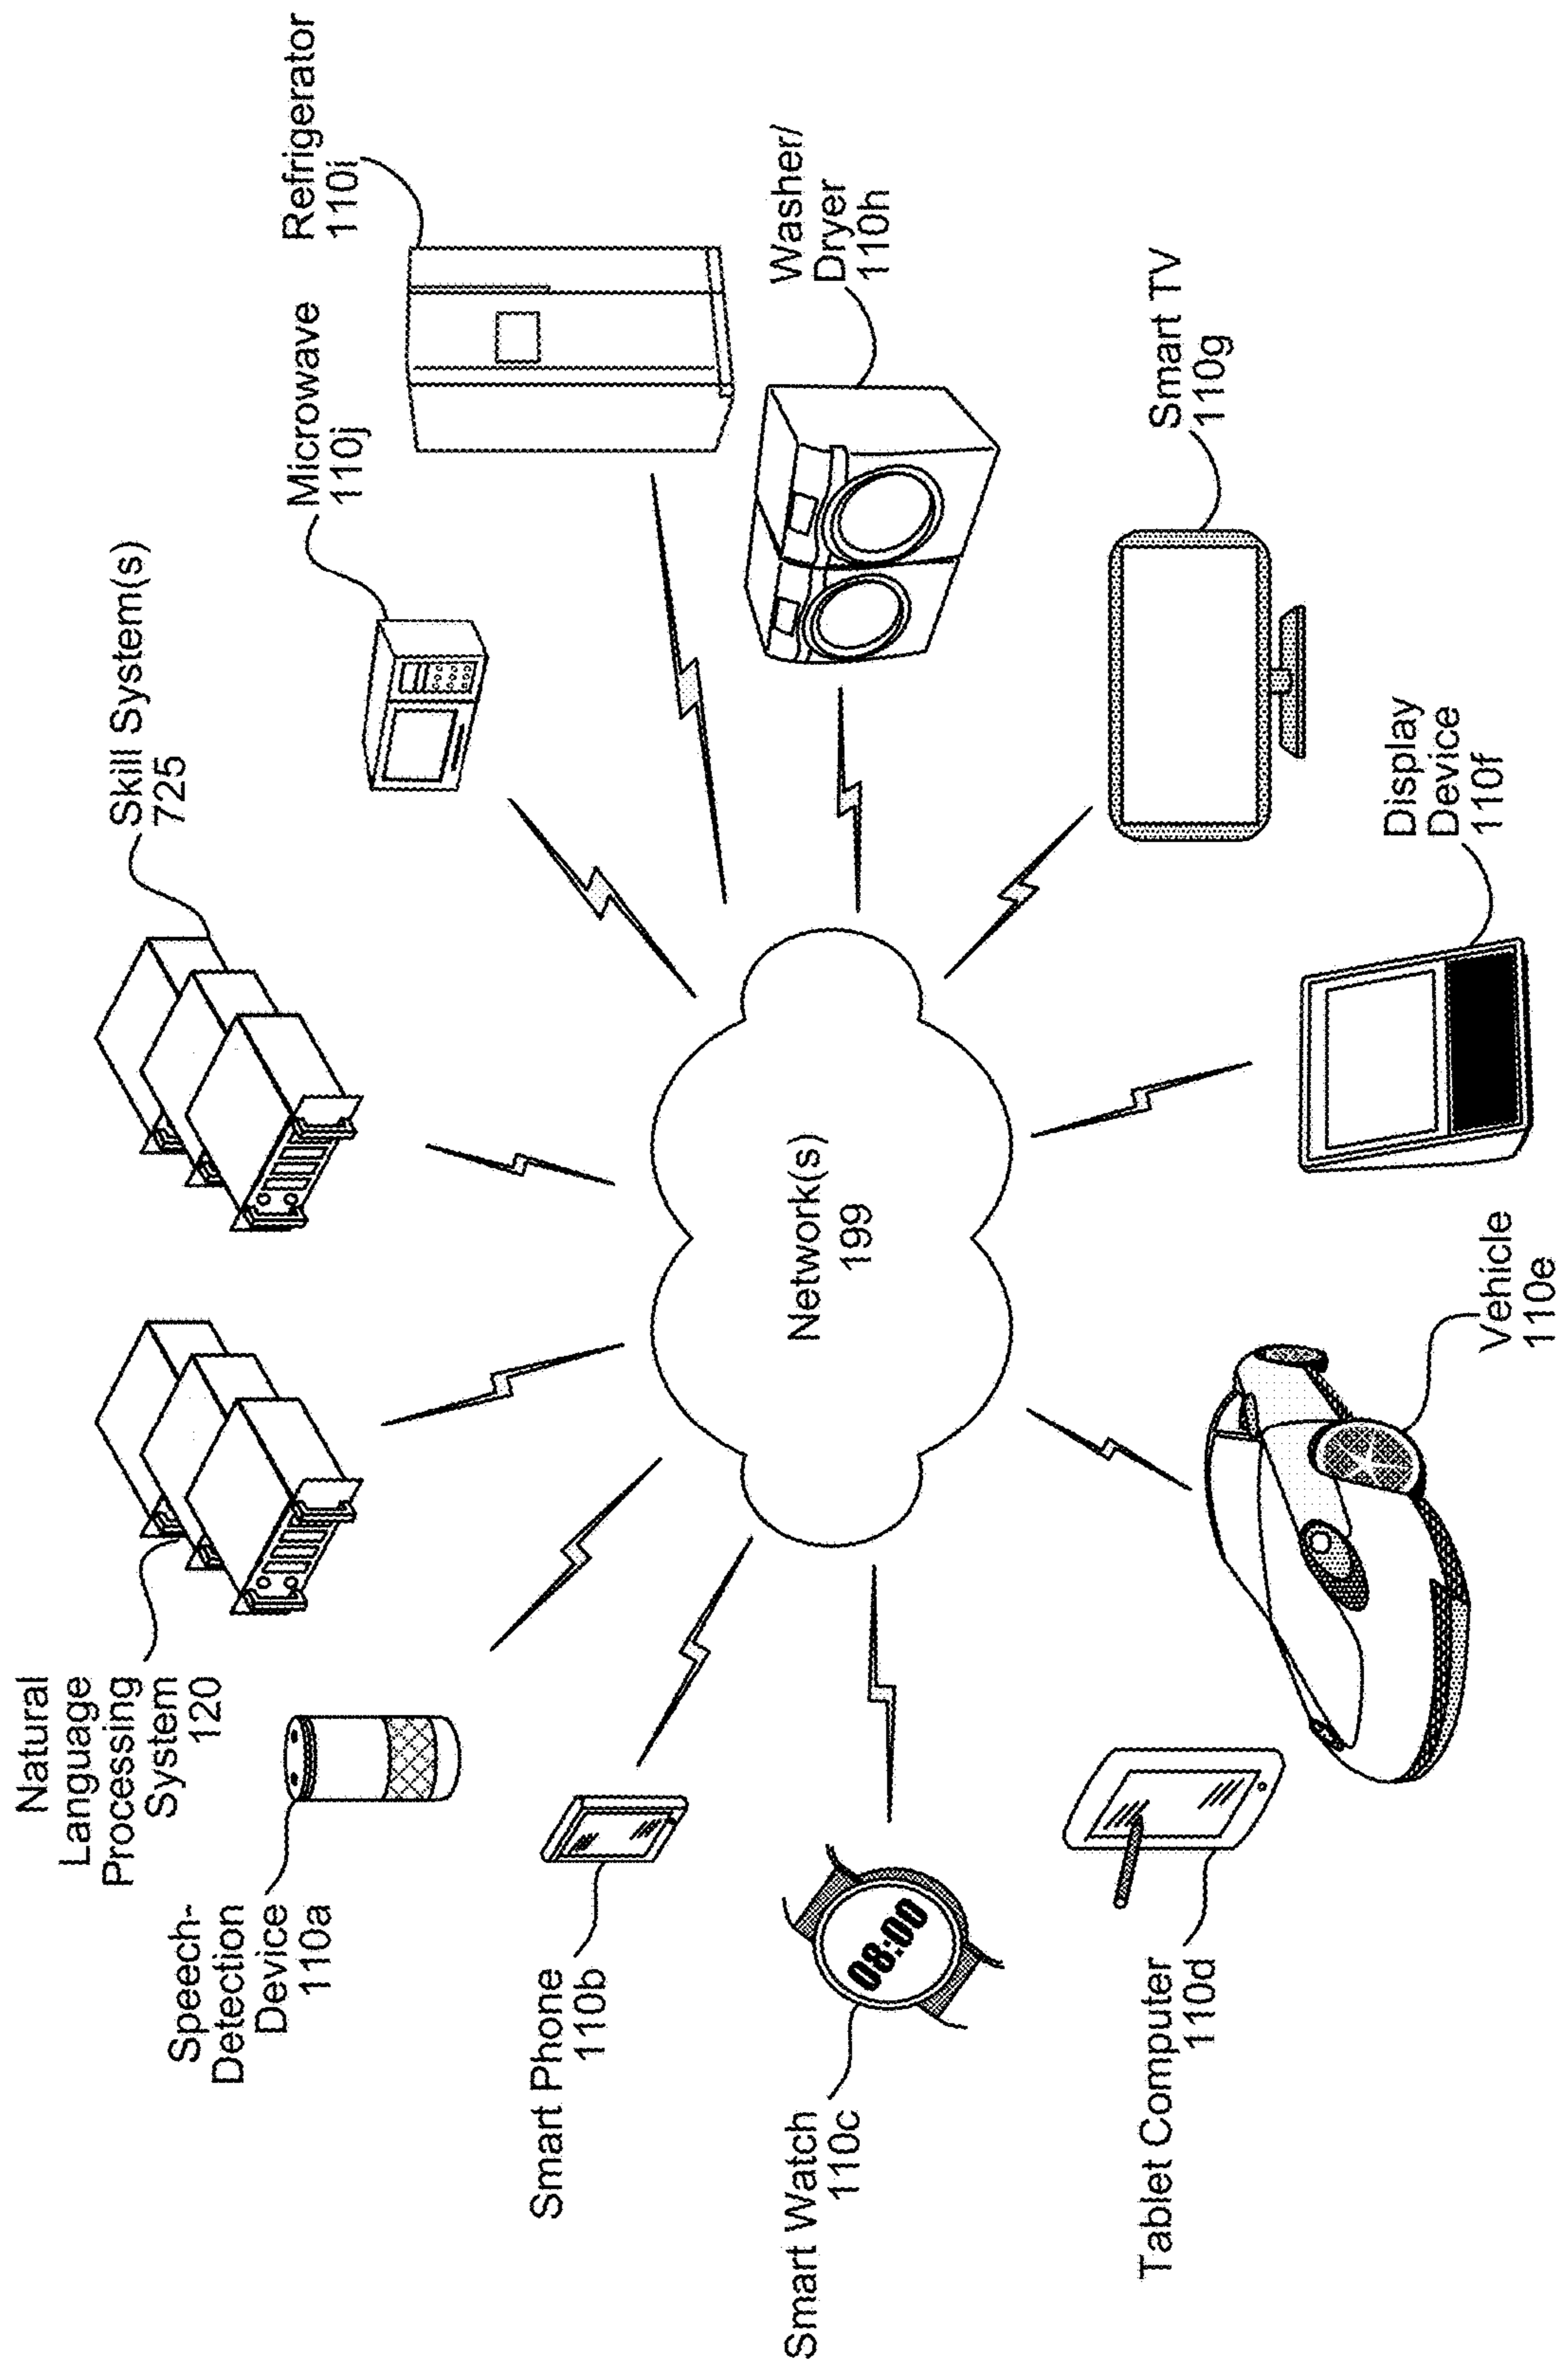 Natural
Language
Processing
System
120
Skill System(s)
725
Microwave
110j
Refrigerator
110i
Speech-
Detection
Device
110a
Washer/
Dryer
110h
Smart Phone
110b
Network(s)
199
Smart Watch
110c
08:00
Smart TV
110g
Tablet Computer
110d
Vehicle
110e
Display
Device
110f